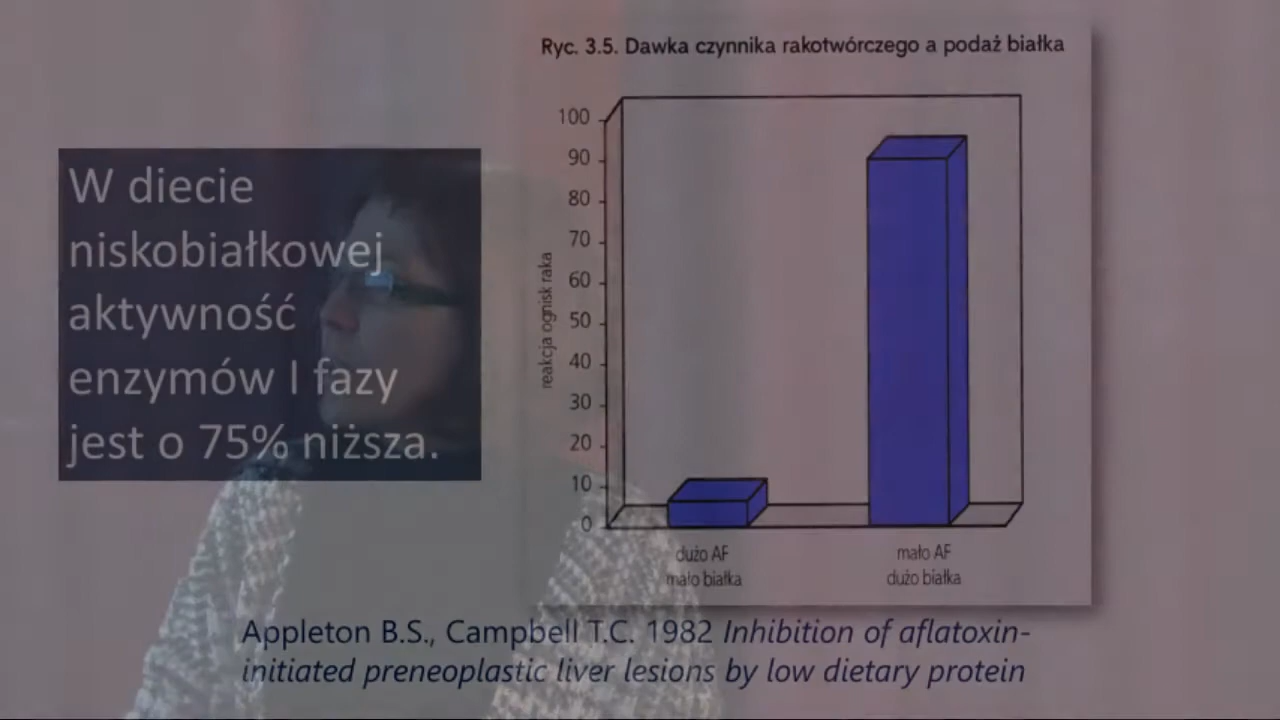 Ryc. 3.5. Dawka czynnika rakotwórczego a podaż białka
W diecie
niskobiałkowej
aktywność
enzymów I fazy
jest o 75% niższa.
reakcja ognisk raka
100
90
80
70
60
50
40
30
20
10
0
dużo AF
mało białka
mało AF
dużo białka
Appleton B.S., Campbell T.C. 1982 Inhibition of aflatoxin-
initiated preneoplastic liver lesions by low dietary protein